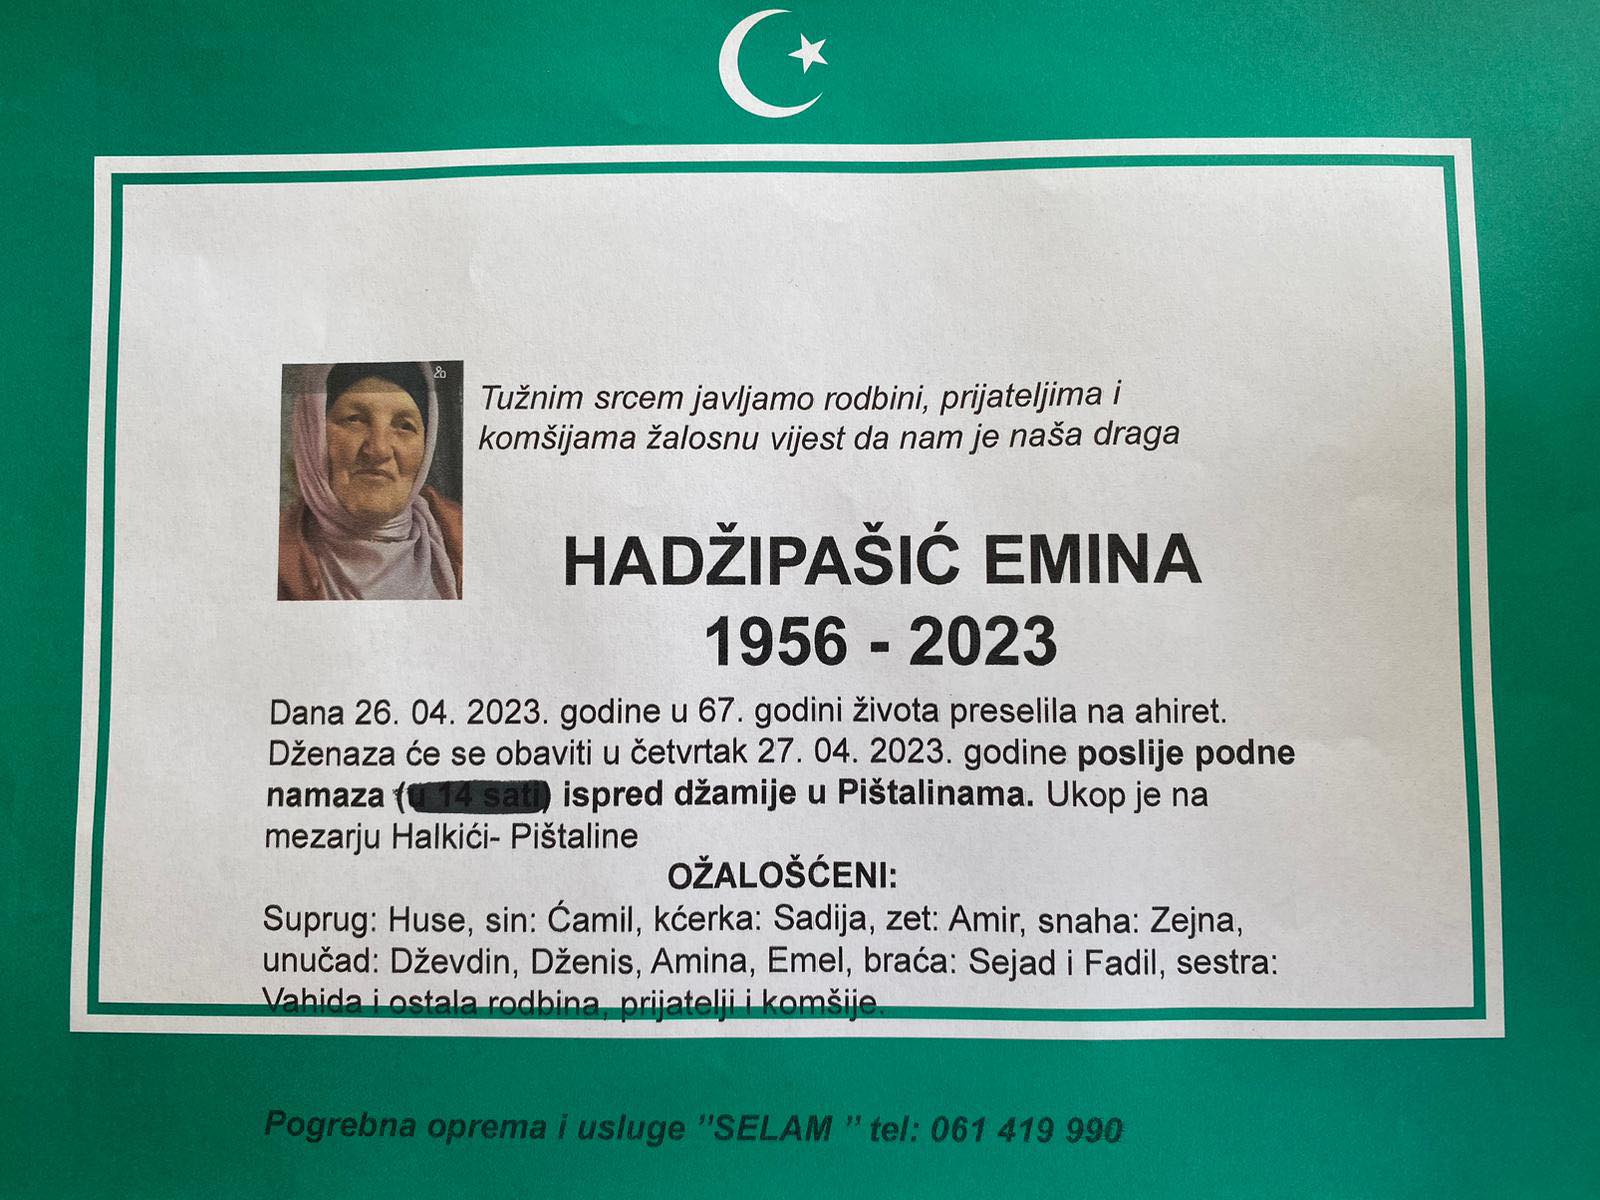 Tužnim srcem javljamo rodbini, prijateljima i
komšijama žalosnu vijest da nam je naša draga
HADŽIPAŠIĆ EMINA
1956 - 2023
Dana 26. 04. 2023. godine u 67. godini života preselila na ahiret.
Dženaza će se obaviti u četvrtak 27. 04. 2023. godine poslije podne
namaza (u 14 sati) ispred džamije u Pištalinama. Ukop je na
mezarju Halkići- Pištaline
OŽALOŠĆENI:
Suprug: Huse, sin: Ćamil, kćerka: Sadija, zet: Amir, snaha: Zejna,
unučad: Dževdin, Dženis, Amina, Emel, braća: Sejad i Fadil, sestra:
Vahida i ostala rodbina, prijatelji i komšije.
Pogrebna oprema i usluge ”SELAM ” tel: 061 419 990